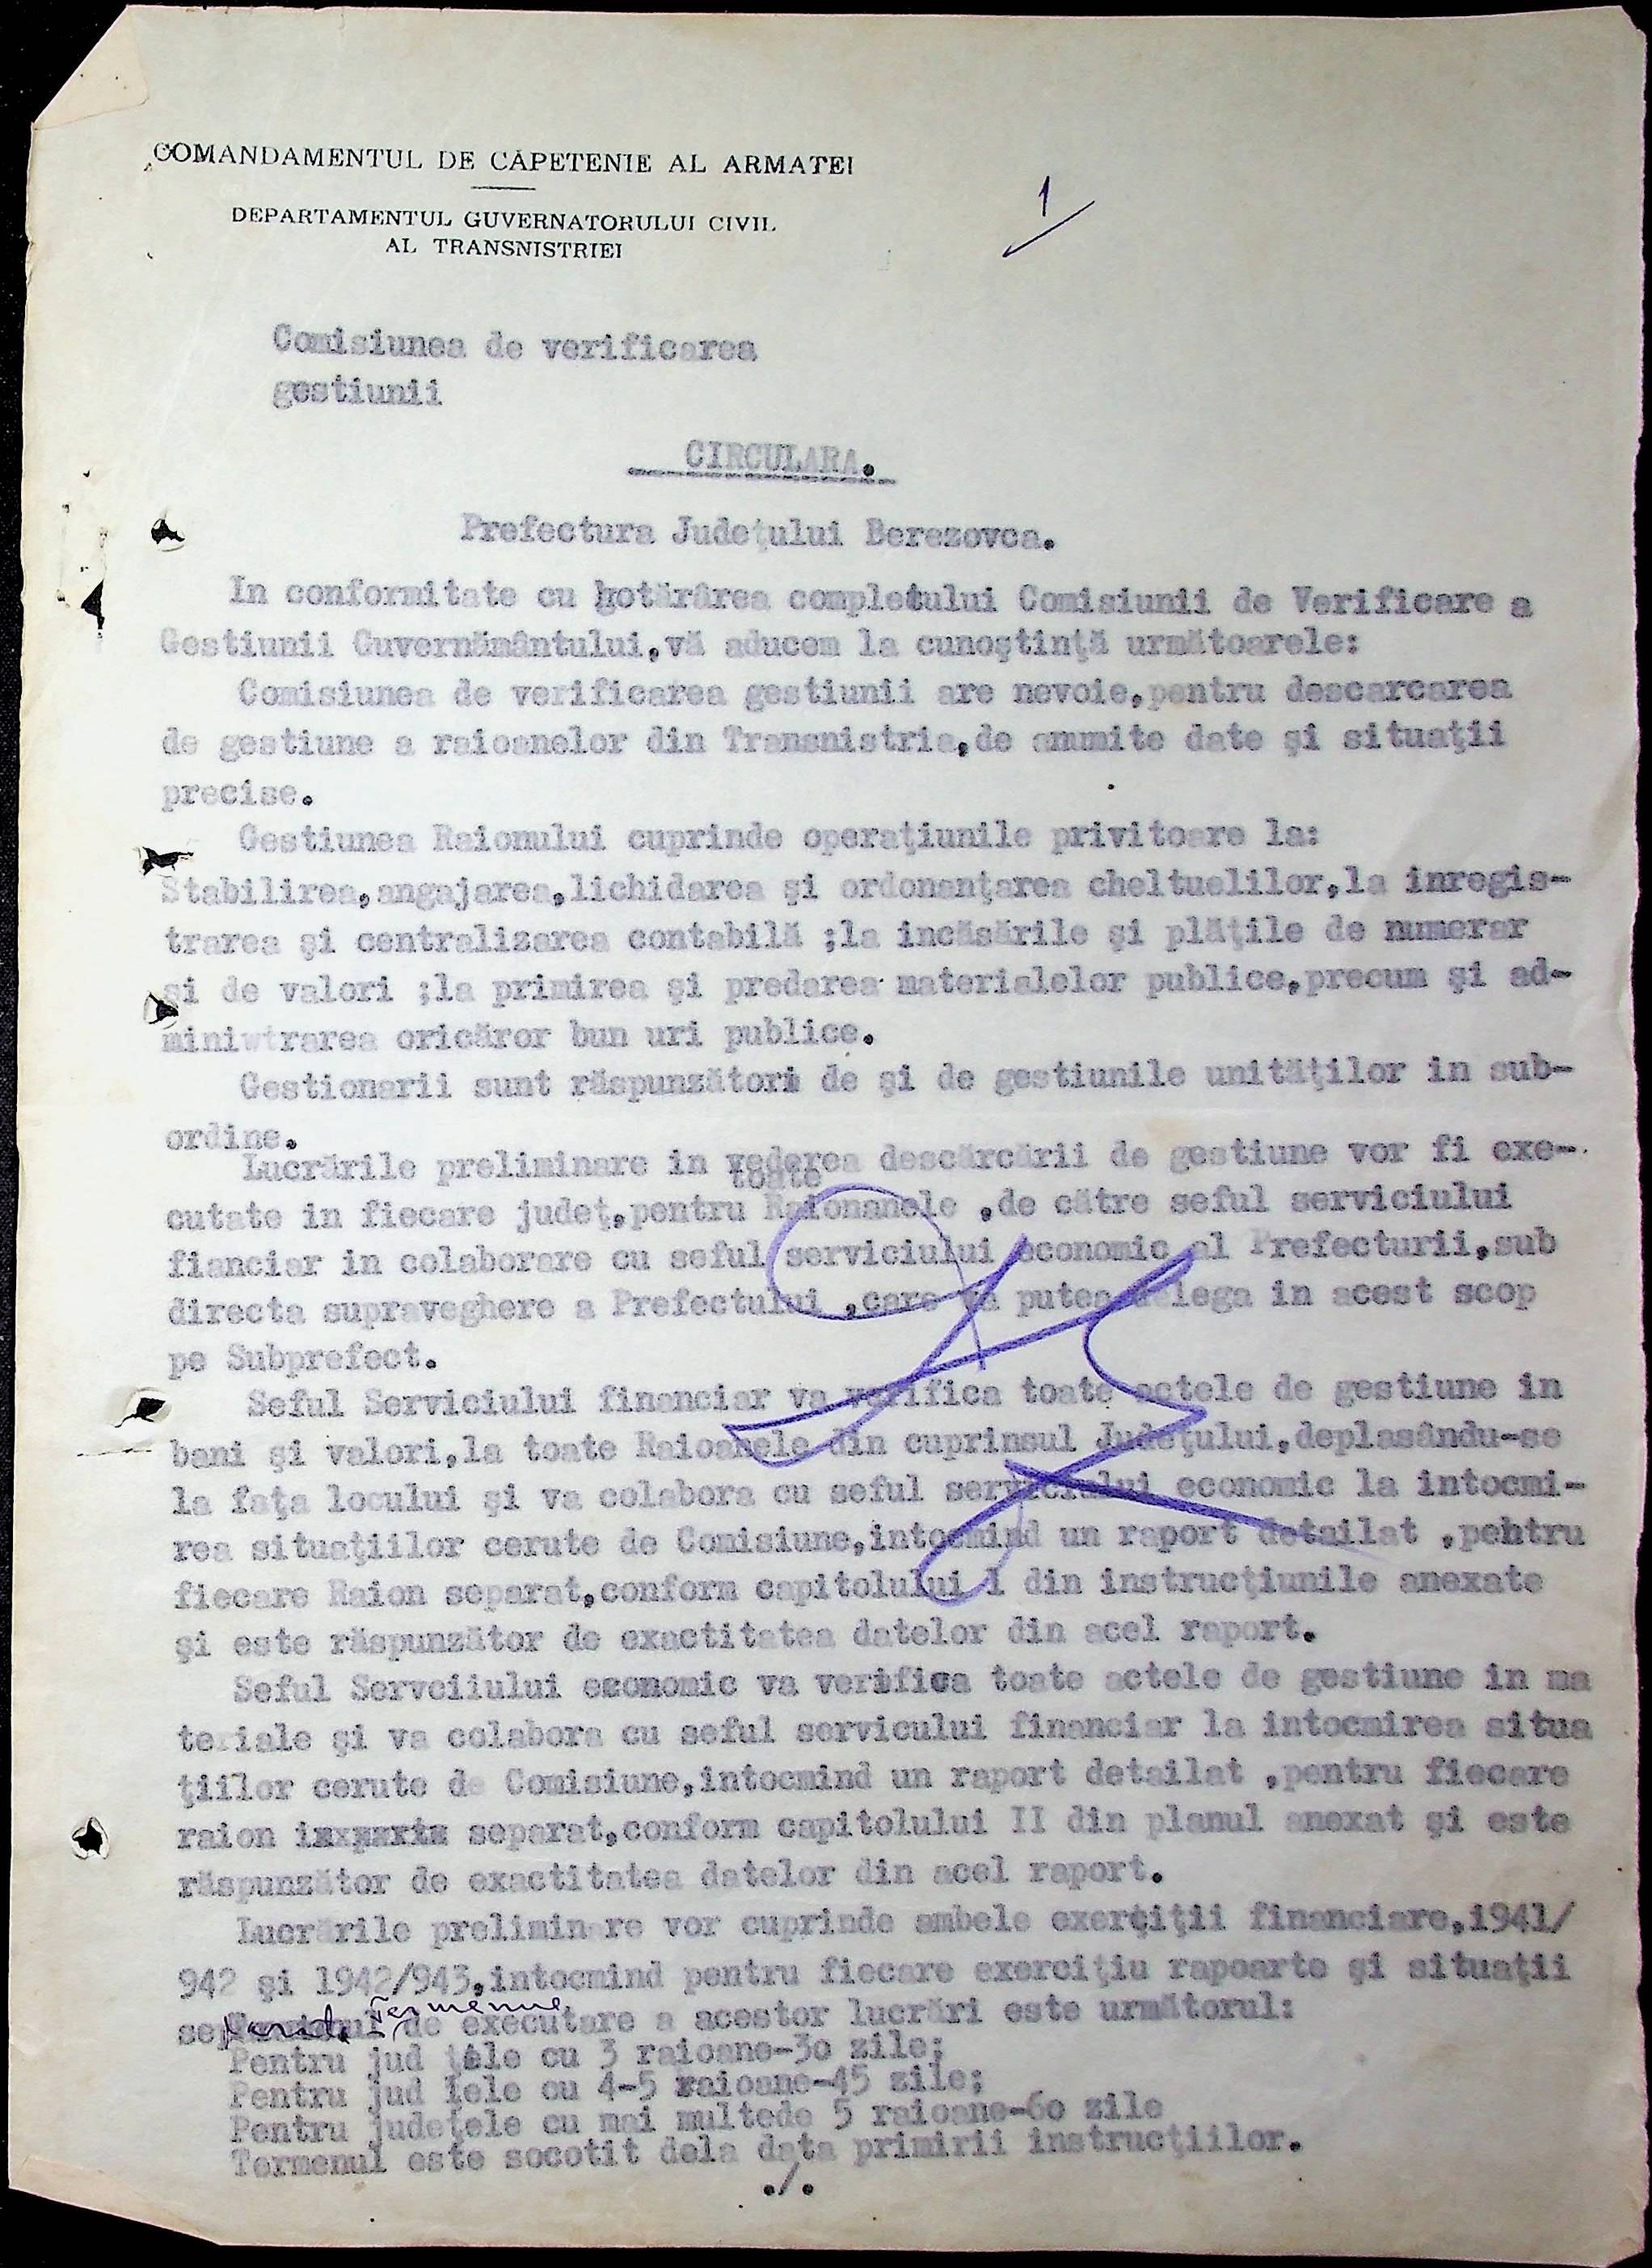 COMANDAMENTUL DE CĂPETENIE AL ARMATEI
DEPARTAMENTUL GUVERNATORULUI CIVIL
AL TRANSNISTRIEI
1
Comisiunea de verificarea
gestiunii
CIRCULARA.
Prefectura Judeţului Berezovca.
In conformitate cu hotărârea completului Comisiunii de Verificare a
Gestiunii Guvernământului,vă aducem la cunoştinţă următoarele:
Comisiunea de verificarea gestiunii are nevoie,pentru descarcarea
de gestiune a raioanelor din Transnistria,de anumite date şi situaţii
precise.
Gestiunea Raionului cuprinde operaţiunile privitoare la:
Stabilirea,angajarea,lichidarea şi ordonanţarea cheltuelilor,la inregis-
trarea şi centralizarea contabilă ;la incăsările şi plăţile de numerar
şi de valori ;la primirea şi predarea materialelor publice,precum şi ad-
miniwtrarea oricăror bun uri publice.
Gestionarii sunt răspunzători de şi de gestiunile unităţilor in sub-
ordine.
Lucrările preliminare in vederea descărcării de gestiune vor fi exe-
toate
cutate in fiecare judeţ,pentru Raionanele ,de către seful serviciului
fianciar in colaborare cu seful serviciului economic al Prefecturii,sub
directa supraveghere a Prefectului ,care va putea delega in acest scop
pe Subprefect.
Seful Serviciului financiar va verifica toate actele de gestiune in
bani şi valori,la toate Raioanele din cuprinsul Judeţului,deplasându-se
la faţa locului şi va colabora cu seful serviciului economic la intocmi-
rea situaţiilor cerute de Comisiune,intocmind un raport detailat ,pentru
fiecare Raion separat,conform capitolului I din instrucţiunile anexate
şi este răspunzător de exactitatea datelor din acel raport.
Seful Servciiului economic va verifica toate actele de gestiune in ma
teriale şi va colabora cu seful servicului financiar la intocmirea situa
ţiilor cerute de Comisiune,intocmind un raport detailat ,pentru fiecare
raion separat,conform capitolului II din planul anexat şi este
răspunzător de exactitatea datelor din acel raport.
Lucrările preliminare vor cuprinde ambele exerciţii financiare,1941/
942 şi 1942/943,intocmind pentru fiecare exerciţiu rapoarte şi situaţii
Termenul
de executare a acestor lucrări este următorul:
Pentru jud ţele cu 3 raioane-3o zile;
Pentru jud ţele cu 4-5 raioane-45 zile;
Pentru judeţele cu mai multede 5 raioane-6o zile
Termenul este socotit dela data primirii instrucţiilor.
./.